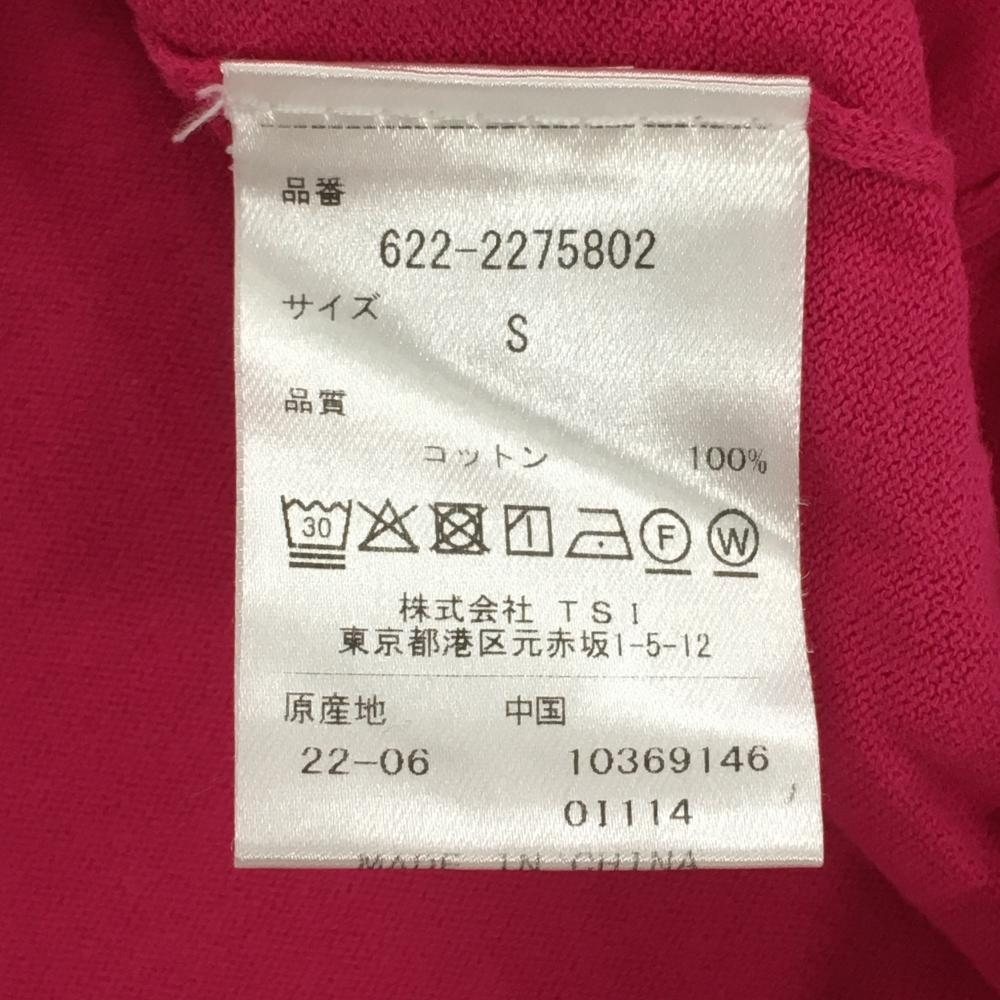 品番
622-2275802
サイズ
S
品質
コットン 100%
30 F W
株式会社 TSI
東京都港区元赤坂1-5-12
原産地 中国
22-06 10369146
01114
MADE IN CHINA